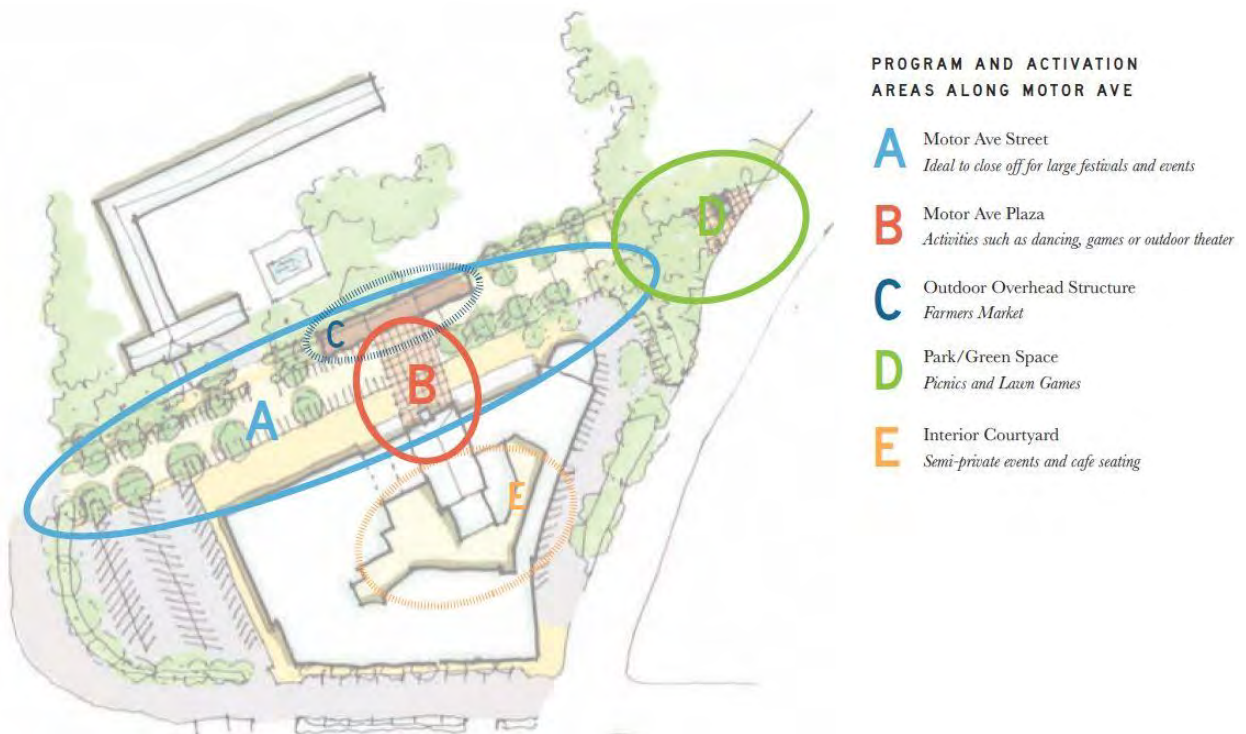 PROGRAM AND ACTIVATION
AREAS ALONG MOTOR AVE
A
Motor Ave Street
Ideal to close off for large festivals and events
B
Motor Ave Plaza
Activities such as dancing, games or outdoor theater
C
Outdoor Overhead Structure
Farmers Market
D
Park/Green Space
Picnics and Lawn Games
E
Interior Courtyard
Semi-private events and cafe seating
D
C
B
A
E